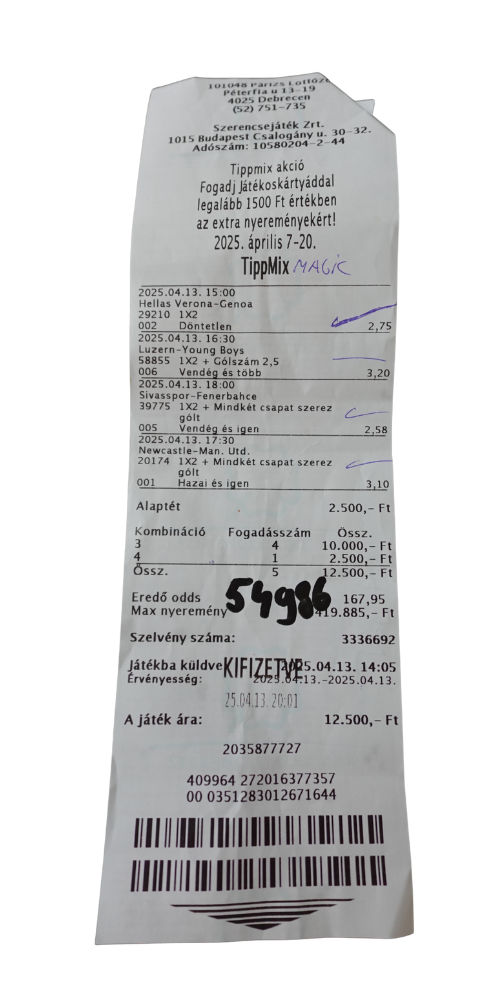 101048 Párizs Lottózó
Péterfia u 13-19
4025 Debrecen
(52) 751-735
Szerencsejáték Zrt.
1015 Budapest Csalogány u. 30-32.
Adószám: 10580204-2-44
Tippmix akció
Fogadj Játékoskártyáddal
legalább 1500 Ft értékben
az extra nyereményekért!
2025. április 7-20.
TippMix MAGIC
2025.04.13. 15:00
Hellas Verona-Genoa
29210 1X2
002 Döntetlen 2,75
2025.04.13. 16:30
Luzern-Young Boys
58855 1X2 + Gólszám 2,5
006 Vendég és több 3,20
2025.04.13. 18:00
Sivasspor-Fenerbahce
39775 1X2 + Mindkét csapat szerez
gólt
005 Vendég és igen 2,58
2025.04.13. 17:30
Newcastle-Man. Utd.
20174 1X2 + Mindkét csapat szerez
gólt
001 Hazai és igen 3,10
Alaptét 2.500,- Ft
Kombináció Fogadásszám Össz.
3 4 10.000,- Ft
4 1 2.500,- Ft
Össz. 5 12.500,- Ft
Eredő odds 167,95
54986
Max nyeremény 419.885,-Ft
Szelvény száma: 3336692
Játékba küldve 2025.04.13. 14:05
KIFIZETVE
Érvényesség: 2025.04.13.-2025.04.13.
25.04.13. 20:01
A játék ára: 12.500,- Ft
2035877727
409964 272016377357
00 0351283012671644